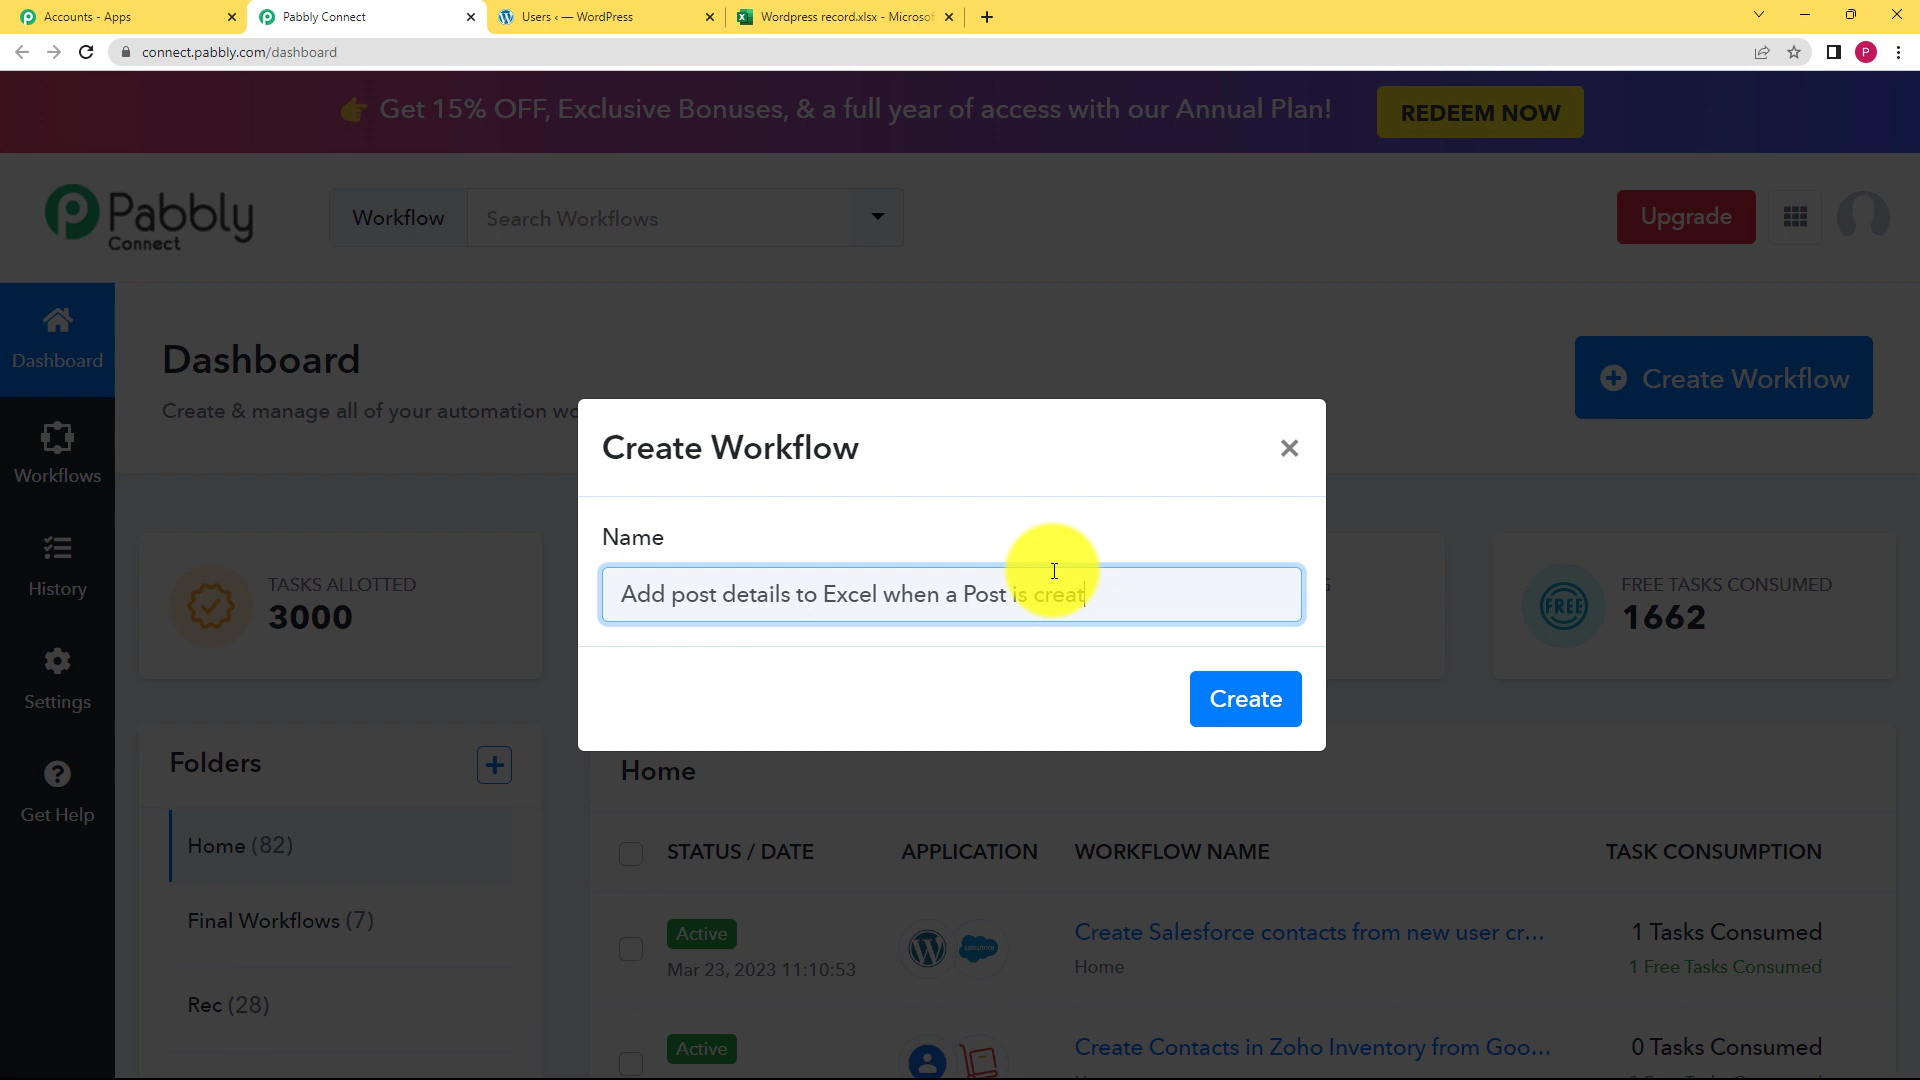 Accounts - Apps
Pabbly Connect
Users ‹ — WordPress
Wordpress record.xlsx - Microsof
connect.pabbly.com/dashboard
P
Get 15% OFF, Exclusive Bonuses, & a full year of access with our Annual Plan!
REDEEM NOW
Pabbly
Connect
Workflow
Search Workflows
Upgrade
Dashboard
Workflows
History
Settings
Get Help
Dashboard
Create & manage all of your automation wo
Create Workflow
Create Workflow
Name
Add post details to Excel when a Post is creat
Create
TASKS ALLOTTED
3000
FREE
FREE TASKS CONSUMED
1662
Folders
Home (82)
Final Workflows (7)
Rec (28)
Home
STATUS / DATE
APPLICATION
WORKFLOW NAME
TASK CONSUMPTION
Active
Mar 23, 2023 11:10:53
salesforce
Create Salesforce contacts from new user cr...
Home
1 Tasks Consumed
1 Free Tasks Consumed
Active
Create Contacts in Zoho Inventory from Goo...
0 Tasks Consumed